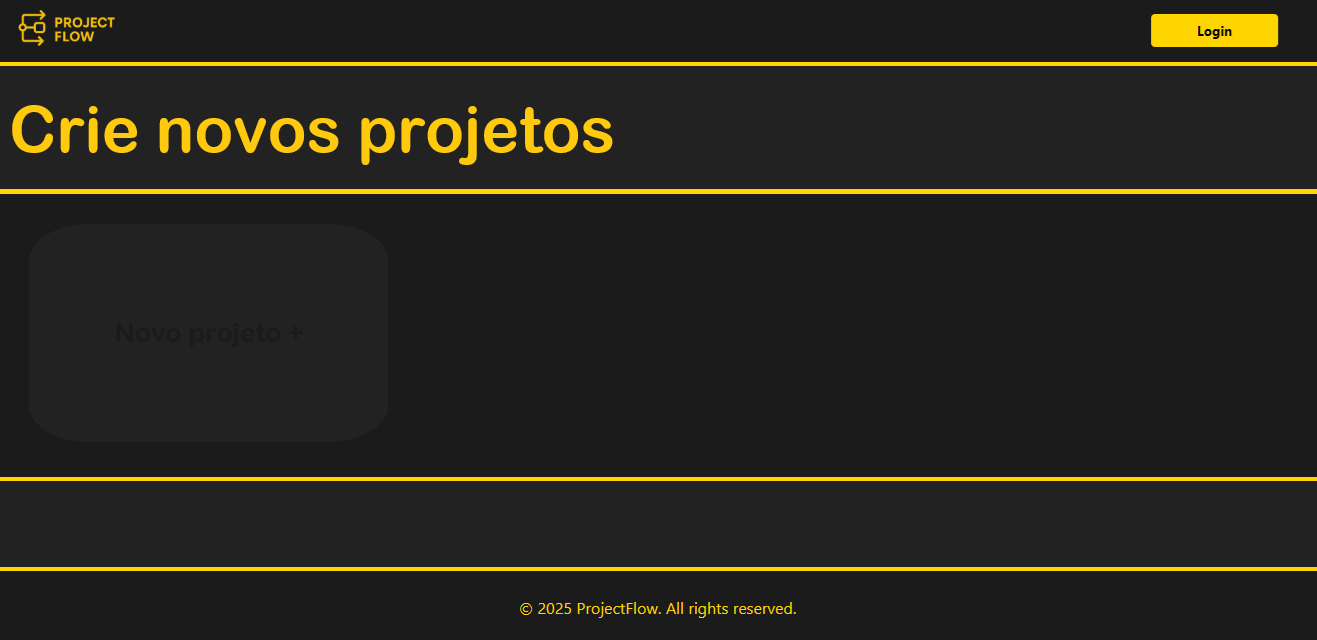 PROJECT
FLOW
Login
Crie novos projetos
Novo projeto +
© 2025 ProjectFlow. All rights reserved.